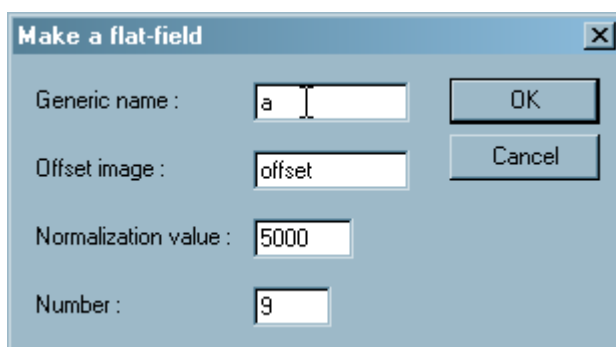 Make a flat-field
Generic name : a OK
Offset image : offset Cancel
Normalization value : 5000
Number : 9